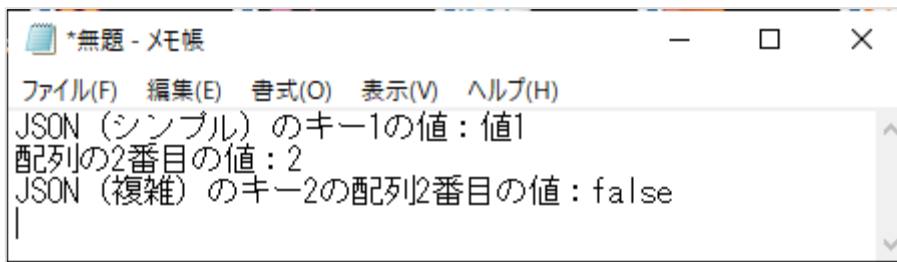 *無題 - メモ帳
ファイル(F) 編集(E) 書式(O) 表示(V) ヘルプ(H)
JSON（シンプル）のキー1の値：値1
配列の2番目の値：2
JSON（複雑）のキー2の配列2番目の値：false